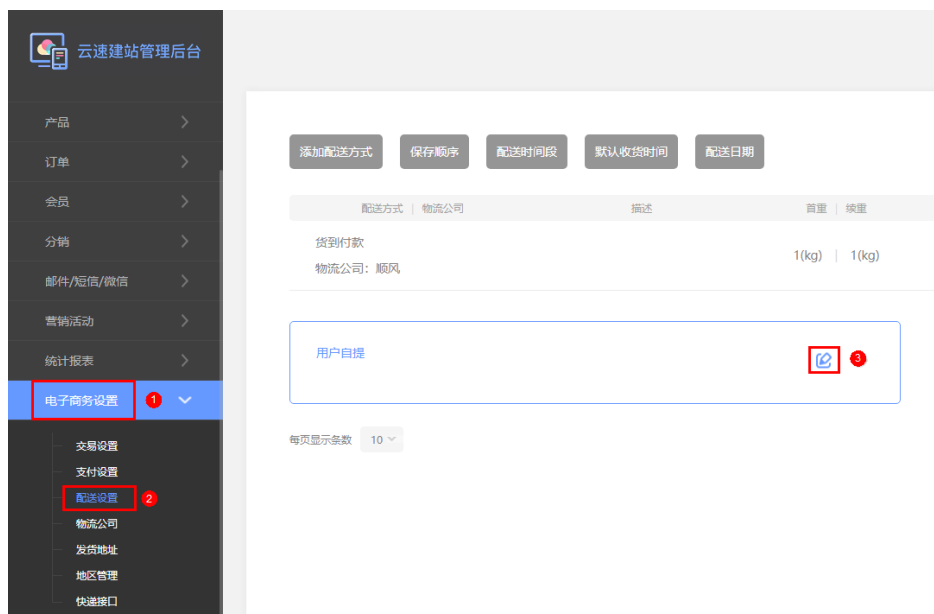 云速建站管理后台
产品
订单
会员
分销
邮件/短信/微信
营销活动
统计报表
电子商务设置 1
交易设置
支付设置
配送设置 2
物流公司
发货地址
地区管理
快递接口
添加配送方式 保存顺序 配送时间段 默认收货时间 配送日期
配送方式 | 物流公司 描述 首重 | 续重
货到付款
物流公司：顺风
1(kg) | 1(kg)
用户自提 3
每页显示条数 10